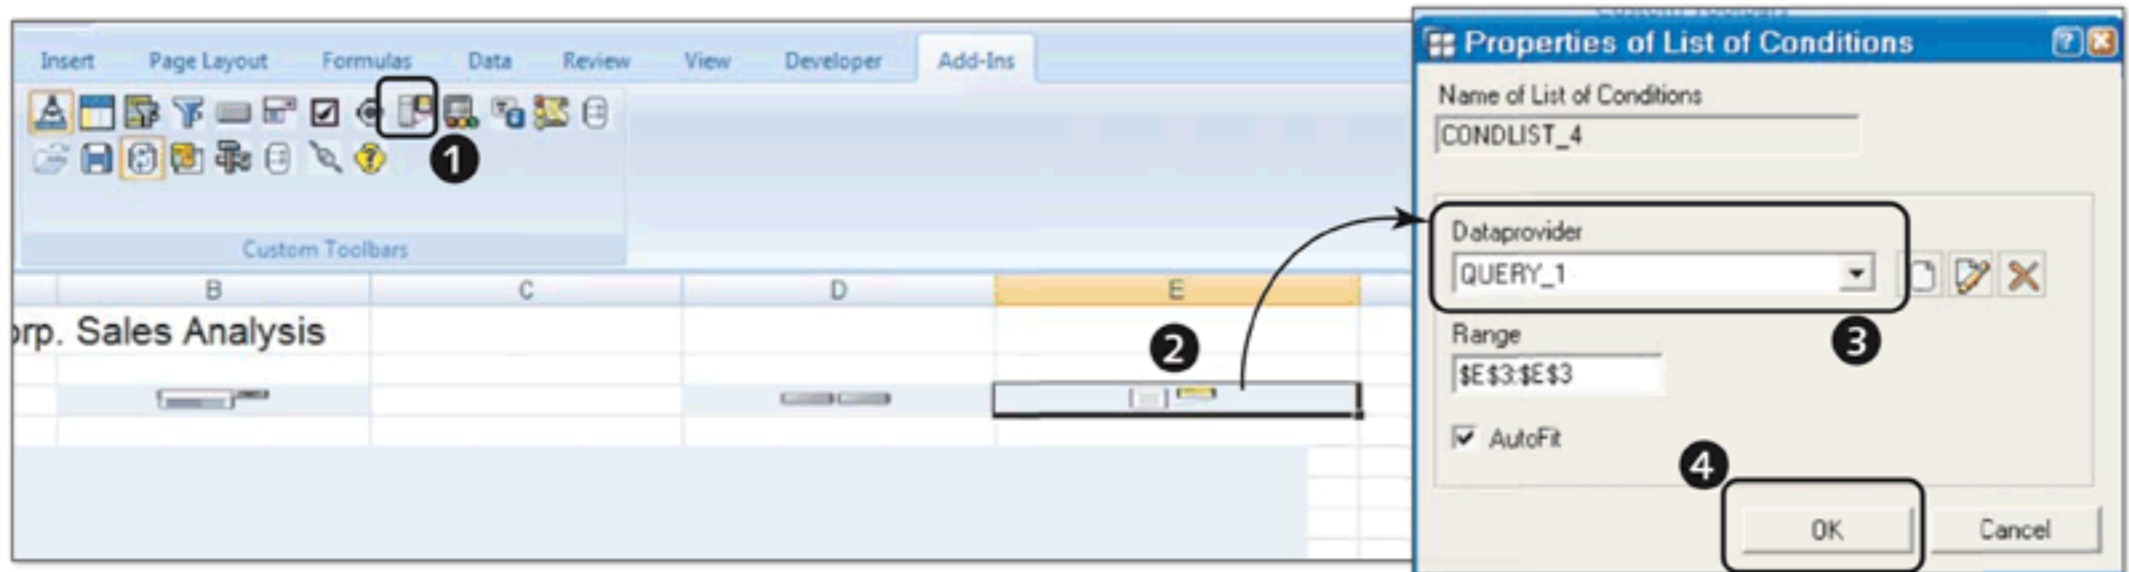 Insert Page Layout Formulas Data Review View Developer Add-Ins
1
Custom Toolbars
B C D E
orp. Sales Analysis
2
Properties of List of Conditions
Name of List of Conditions
CONDLIST_4
Dataprovider
QUERY_1
3
Range
$E$3:$E$3
AutoFit
4
OK Cancel